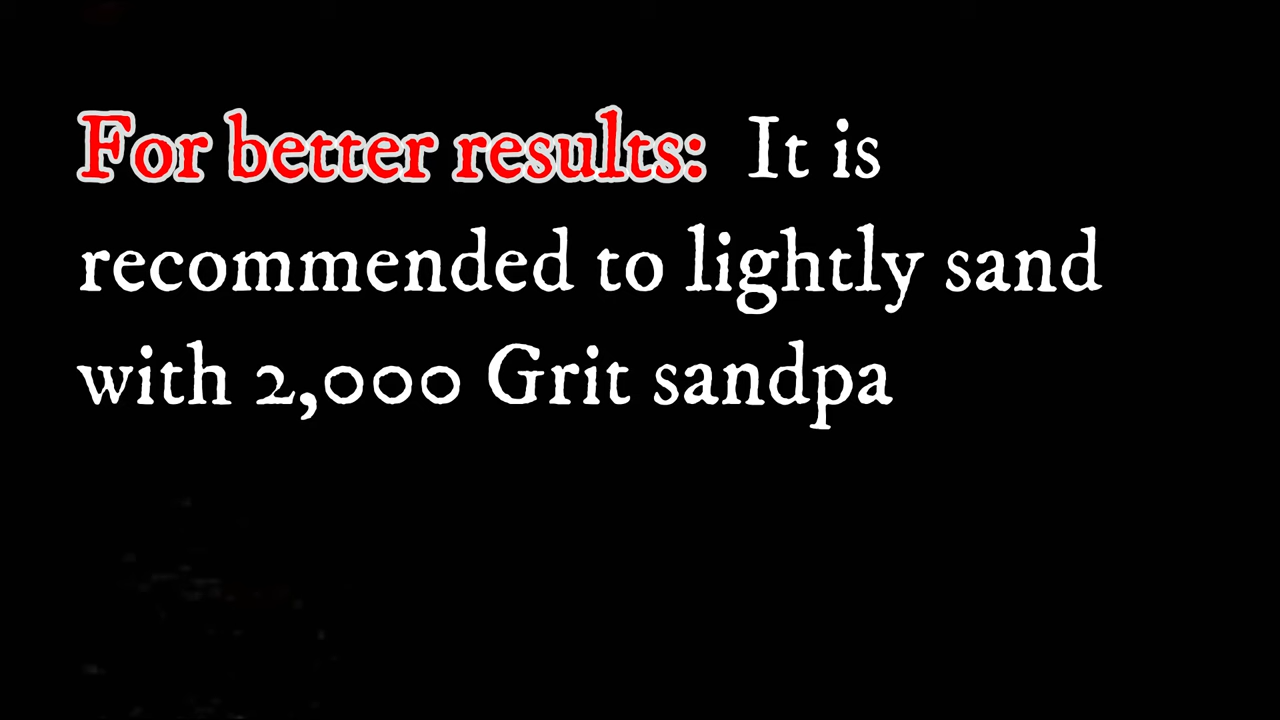 For better results: It is
recommended to lightly sand
with 2,000 Grit sandpa